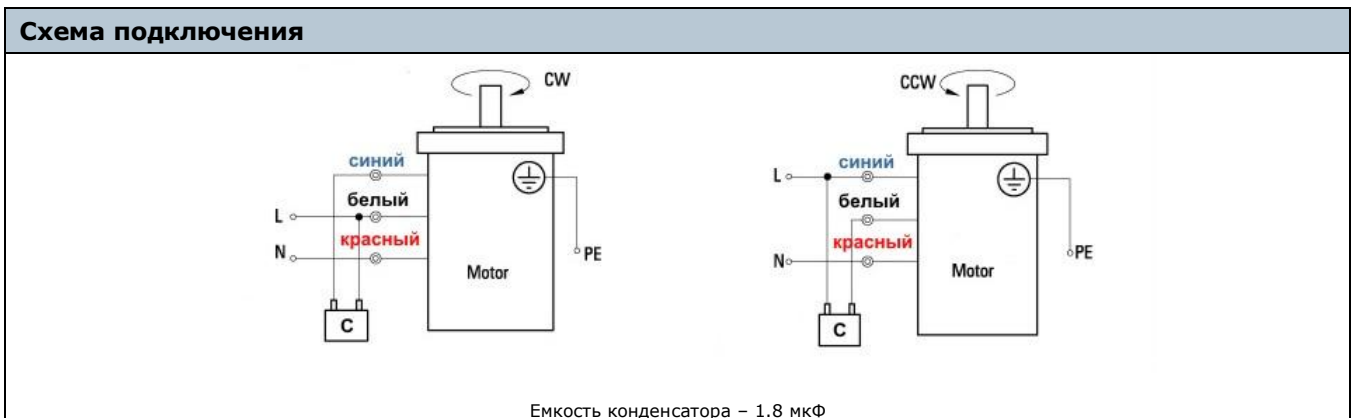 Схема подключения
CW
синий
белый
L
красный
N
PE
Motor
C
CCW
синий
L
белый
красный
N
PE
Motor
C
Емкость конденсатора – 1.8 мкФ